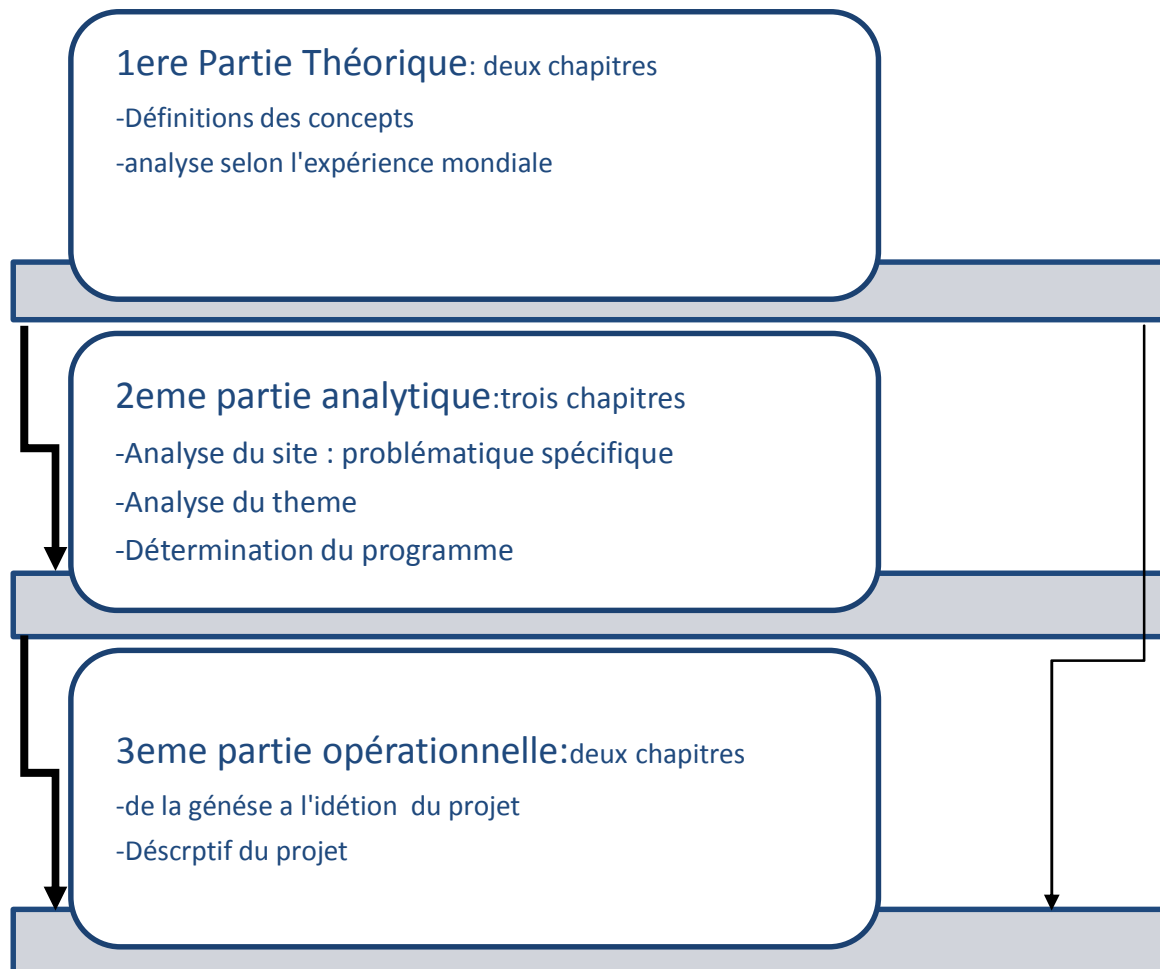 1ere Partie Théorique: deux chapitres
-Définitions des concepts
-analyse selon l'expérience mondiale
2eme partie analytique:trois chapitres
-Analyse du site : problématique spécifique
-Analyse du theme
-Détermination du programme
3eme partie opérationnelle:deux chapitres
-de la génése a l'idétion du projet
-Déscrptif du projet